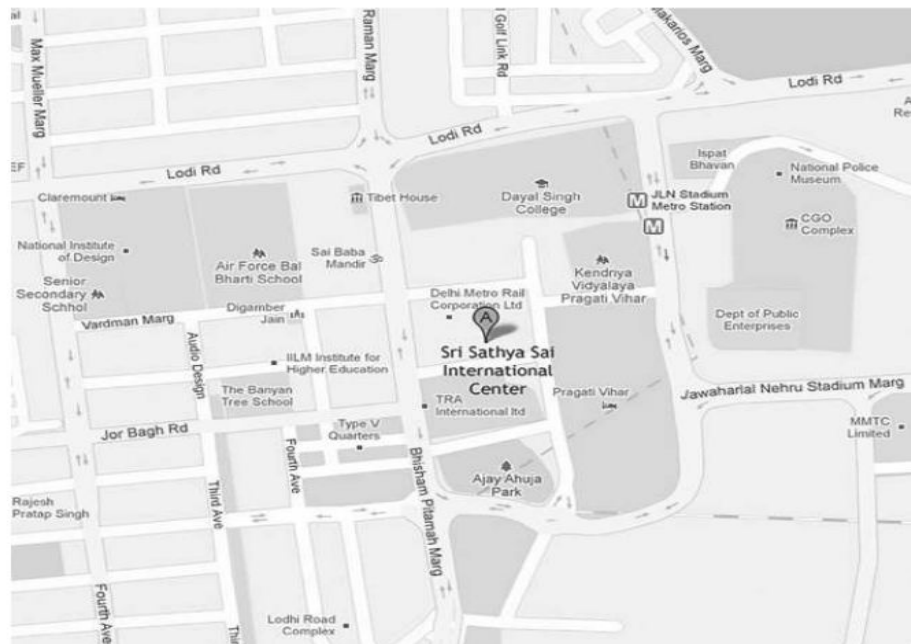 Max Mueller Marg
Raman Marg
Golf Link Rd
Makarios Marg
Lodi Rd
Lodi Rd
Lodi Rd
Claremount
Tibet House
Dayal Singh
College
JLN Stadium
Metro Station
Ispat
Bhavan
National Police
Museum
CGO
Complex
National Institute
of Design
Air Force Bal
Bharti School
Sai Baba
Mandir
Senior
Secondary
Schhol
Kendriya
Vidyalaya
Pragati Vihar
Delhi Metro Rail
Corporation Ltd
A
Sri Sathya Sai
International
Center
Dept of Public
Enterprises
Vardman Marg
Digamber
Jain
Audio Design
IILM Institute for
Higher Education
The Banyan
Tree School
TRA
International ltd
Pragati Vihar
Jawaharlal Nehru Stadium Marg
MMTC
Limited
Jor Bagh Rd
Type V
Quarters
Fourth Ave
Bhisham Pitamah Marg
Ajay Ahuja
Park
Rajesh
Pratap Singh
Third Ave
Fourth Ave
Lodhi Road
Complex
M
M